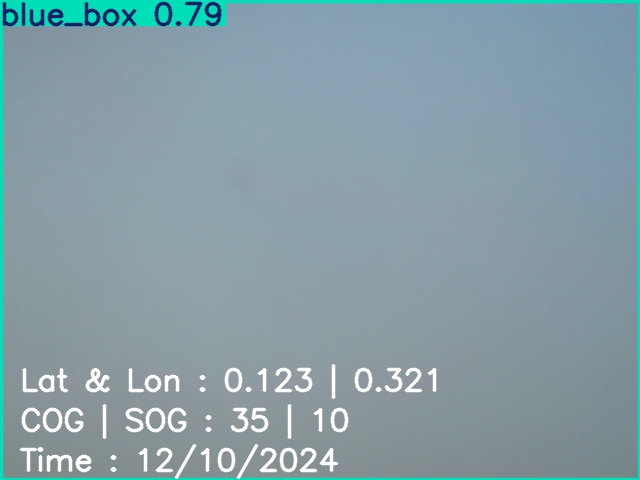 blue_box 0.79
Lat & Lon : 0.123 | 0.321
COG | SOG : 35 | 10
Time : 12/10/2024